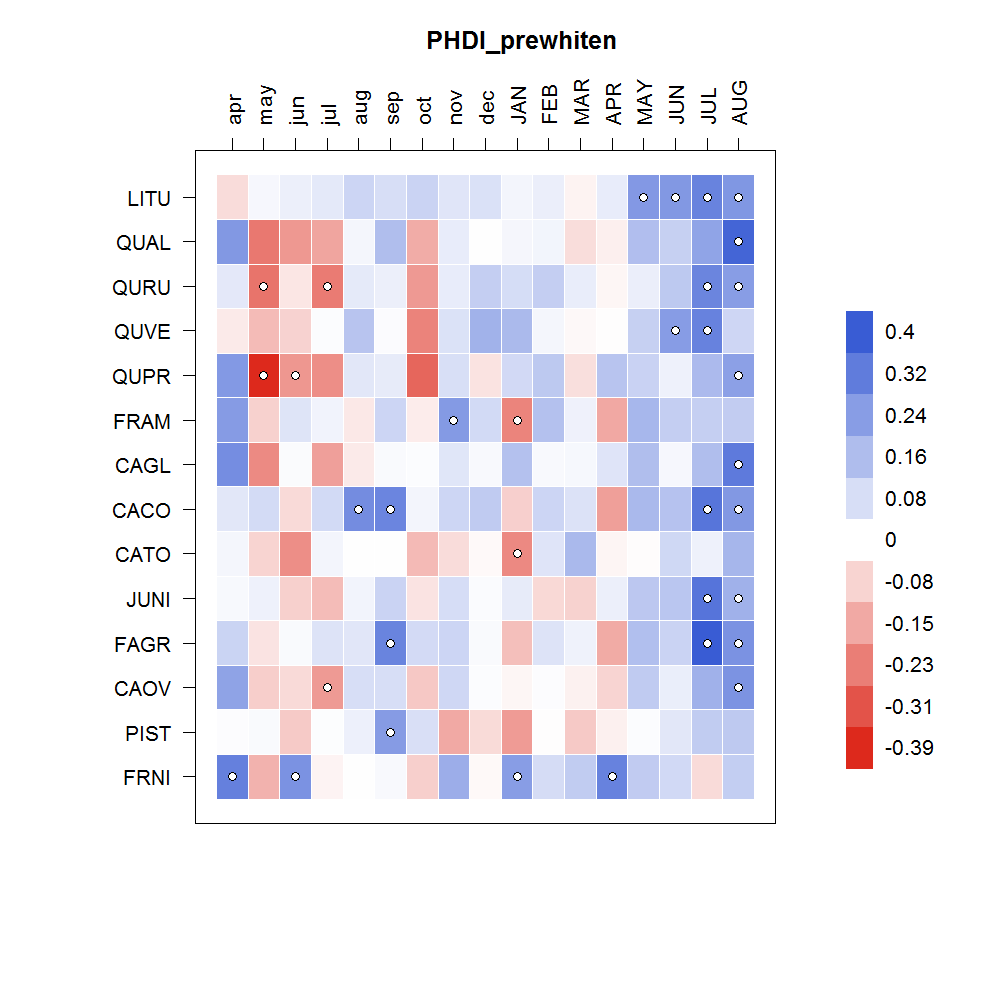 PHDI_prewhiten
apr may jun jul aug sep oct nov dec JAN FEB MAR APR MAY JUN JUL AUG
LITU
QUAL
QURU
QUVE
QUPR
FRAM
CAGL
CACO
CATO
JUNI
FAGR
CAOV
PIST
FRNI
0.4
0.32
0.24
0.16
0.08
0
-0.08
-0.15
-0.23
-0.31
-0.39